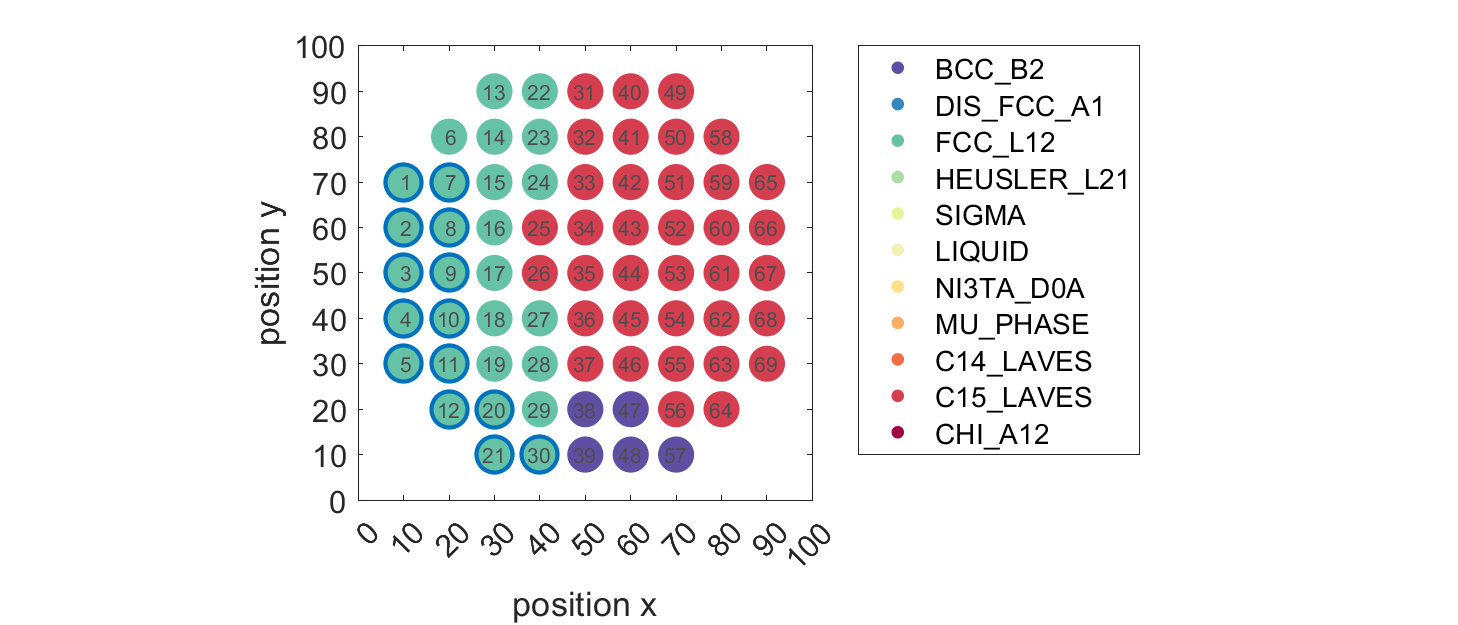 100
90
80
70
60
50
40
30
20
10
0
position y
13 22 31 40 49
6 14 23 32 41 50 58
1 7 15 24 33 42 51 59 65
2 8 16 25 34 43 52 60 66
3 9 17 26 35 44 53 61 67
4 10 18 27 36 45 54 62 68
5 11 19 28 37 46 55 63 69
12 20 29 38 47 56 64
21 30 39 48 57
0 10 20 30 40 50 60 70 80 90 100
position x
BCC_B2
DIS_FCC_A1
FCC_L12
HEUSLER_L21
SIGMA
LIQUID
NI3TA_D0A
MU_PHASE
C14_LAVES
C15_LAVES
CHI_A12